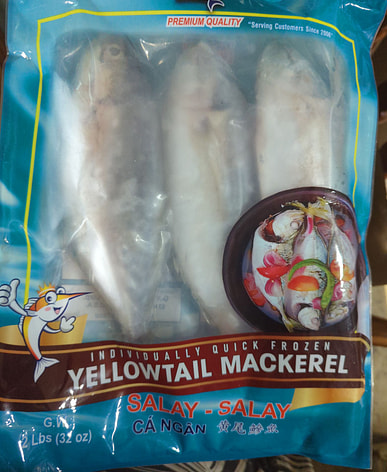 PREMIUM QUALITY
"Serving Customers Since 2006"
INDIVIDUALLY QUICK FROZEN
YELLOWTAIL MACKEREL
SALAY - SALAY
CÁ NGÂN 黄尾鲹魚
G.W.
Lbs (32 oz)